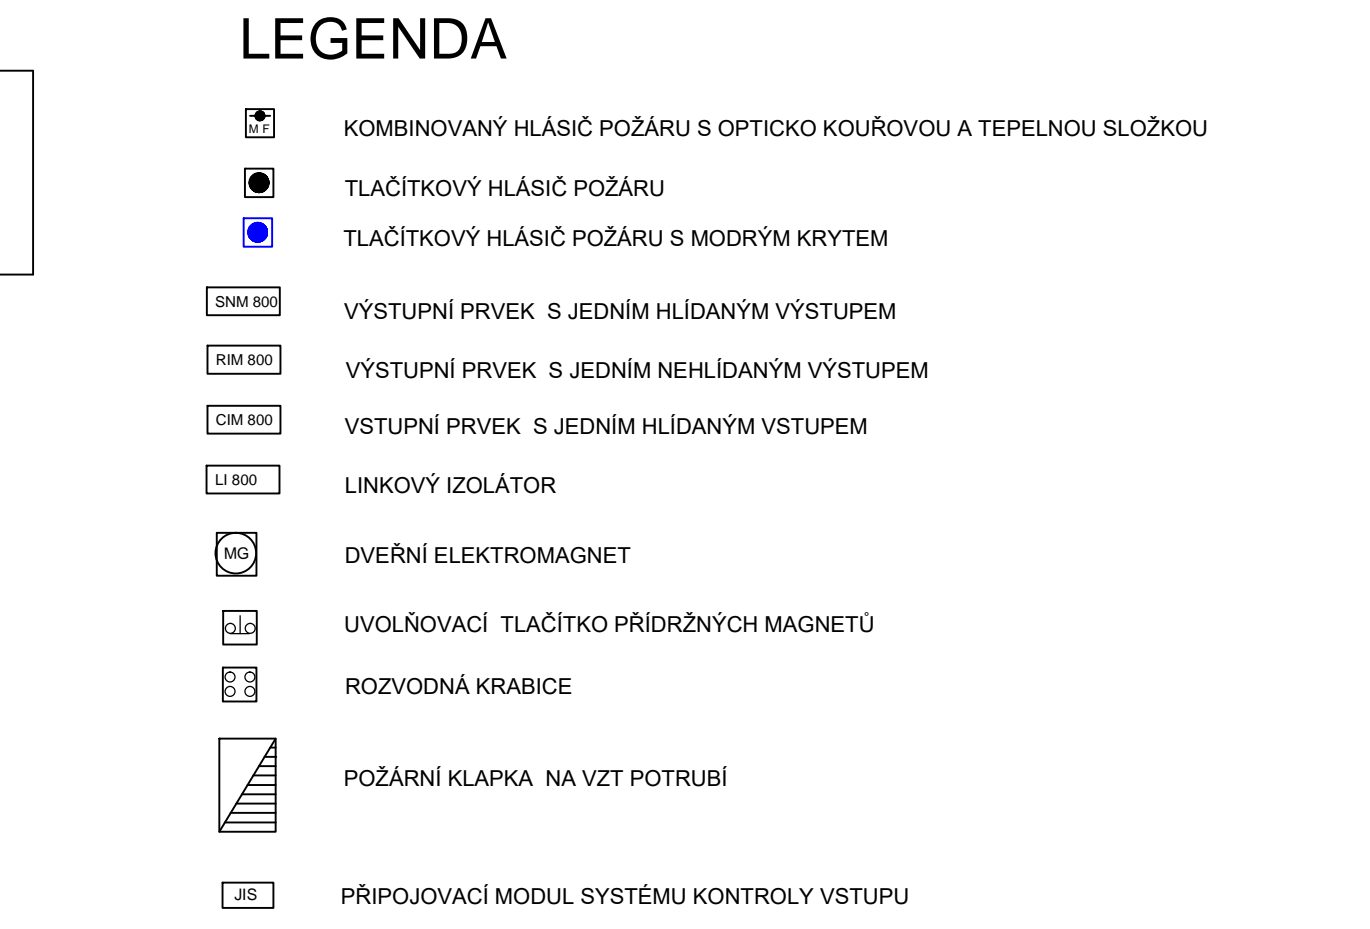 LEGENDA
M F KOMBINOVANÝ HLÁSIČ POŽÁRU S OPTICKO KOUŘOVOU A TEPELNOU SLOŽKOU
TLAČÍTKOVÝ HLÁSIČ POŽÁRU
TLAČÍTKOVÝ HLÁSIČ POŽÁRU S MODRÝM KRYTEM
SNM 800 VÝSTUPNÍ PRVEK S JEDNÍM HLÍDANÝM VÝSTUPEM
RIM 800 VÝSTUPNÍ PRVEK S JEDNÍM NEHLÍDANÝM VÝSTUPEM
CIM 800 VSTUPNÍ PRVEK S JEDNÍM HLÍDANÝM VSTUPEM
LI 800 LINKOVÝ IZOLÁTOR
MG DVEŘNÍ ELEKTROMAGNET
UVOLŇOVACÍ TLAČÍTKO PŘÍDRŽNÝCH MAGNETŮ
ROZVODNÁ KRABICE
POŽÁRNÍ KLAPKA NA VZT POTRUBÍ
JIS PŘIPOJOVACÍ MODUL SYSTÉMU KONTROLY VSTUPU